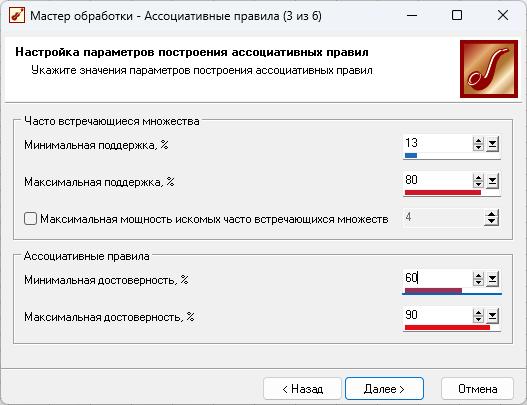 Мастер обработки - Ассоциативные правила (3 из 6)
Настройка параметров построения ассоциативных правил
Укажите значения параметров построения ассоциативных правил
Часто встречающиеся множества
Минимальная поддержка, % 13
Максимальная поддержка, % 80
Максимальная мощность искомых часто встречающихся множеств 4
Ассоциативные правила
Минимальная достоверность, % 60
Максимальная достоверность, % 90
< Назад Далее > Отмена